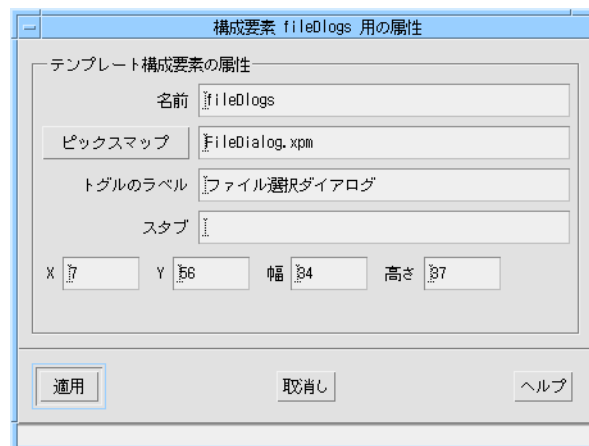 構成要素 fileDlogs 用の属性
テンプレート構成要素の属性
名前 fileDlogs
ピックスマップ FileDialog.xpm
トグルのラベル ファイル選択ダイアログ
スタブ
X 7 Y 56 幅 34 高さ 37
適用 取消し ヘルプ